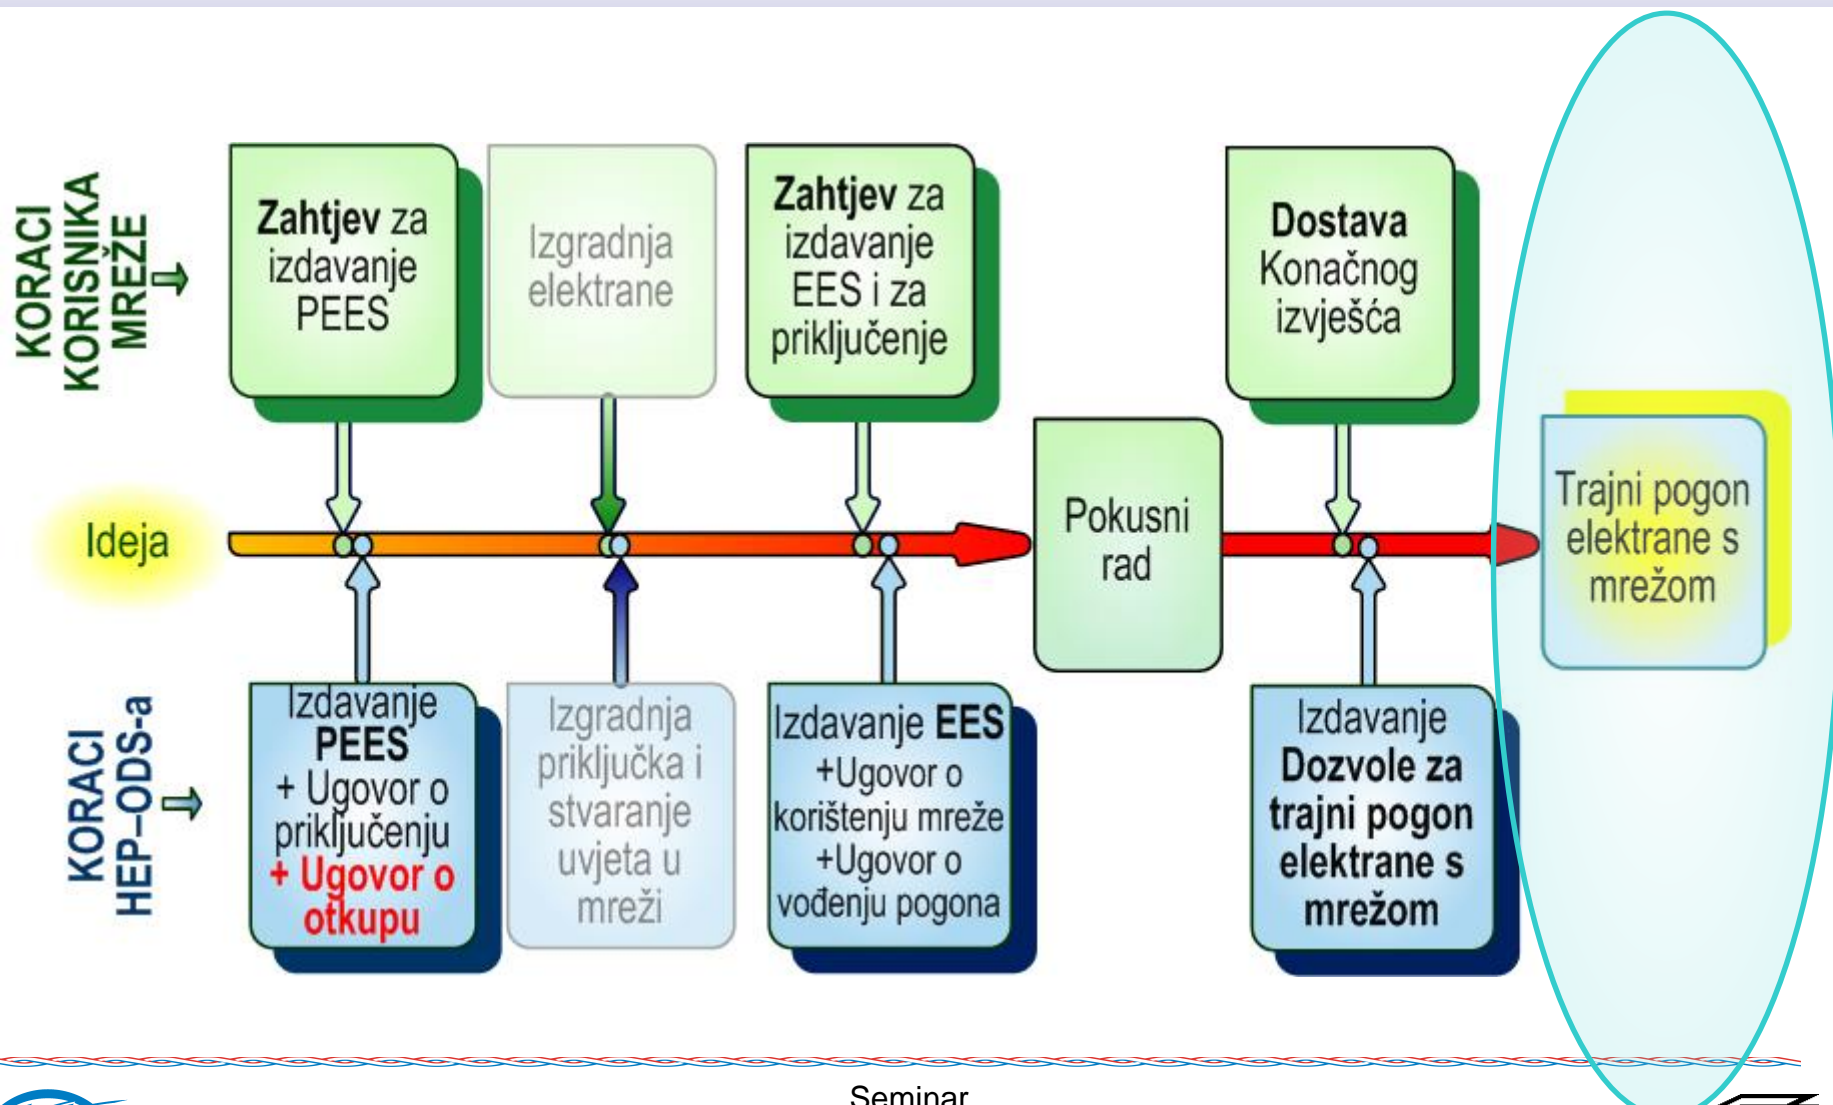 KORACI
KORISNIKA
MREŽE
Zahtjev za
izdavanje
PEES
Izgradnja
elektrane
Zahtjev za
izdavanje
EES i za
priključenje
Dostava
Konačnog
izvješća
Ideja
Pokusni
rad
Trajni pogon
elektrane s
mrežom
KORACI
HEP–ODS-a
Izdavanje
PEES
+ Ugovor o
priključenju
+ Ugovor o
otkupu
Izgradnja
priključka i
stvaranje
uvjeta u
mreži
Izdavanje EES
+Ugovor o
korištenju mreže
+Ugovor o
vođenju pogona
Izdavanje
Dozvole za
trajni pogon
elektrane s
mrežom
Seminar